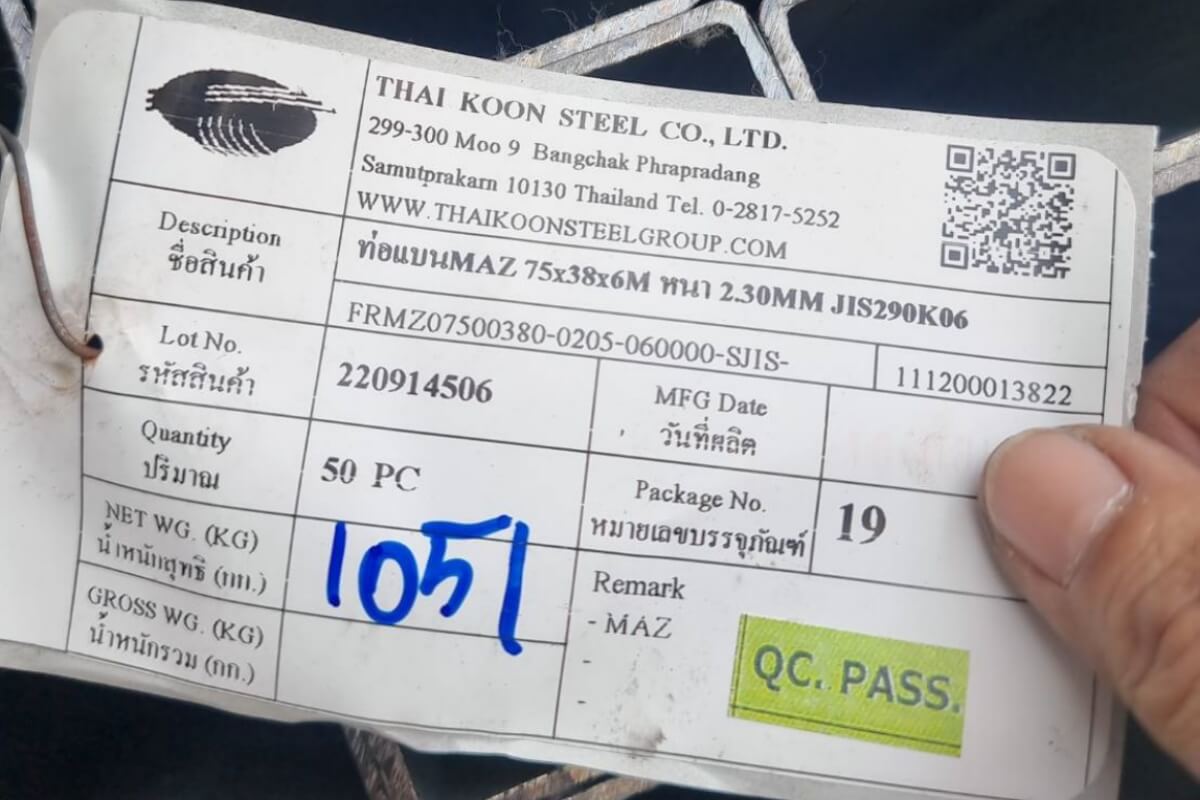 THAI KOON STEEL CO., LTD.
299-300 Moo 9 Bangchak Phrapradang
Samutprakarn 10130 Thailand Tel. 0-2817-5252
WWW.THAIKOONSTEELGROUP.COM
Description
ชื่อสินค้า
ท่อแบนMAZ 75x38x6M หนา 2.30MM JIS290K06
FRMZ07500380-0205-060000-SJIS-
111200013822
Lot No.
รหัสสินค้า
220914506
MFG Date
วันที่ผลิต
Quantity
ปริมาณ
50 PC
Package No.
หมายเลขบรรจุภัณฑ์
19
NET WG. (KG)
น้ำหนักสุทธิ (กก.)
1051
GROSS WG. (KG)
น้ำหนักรวม (กก.)
Remark
- MAZ
-
-
QC. PASS.